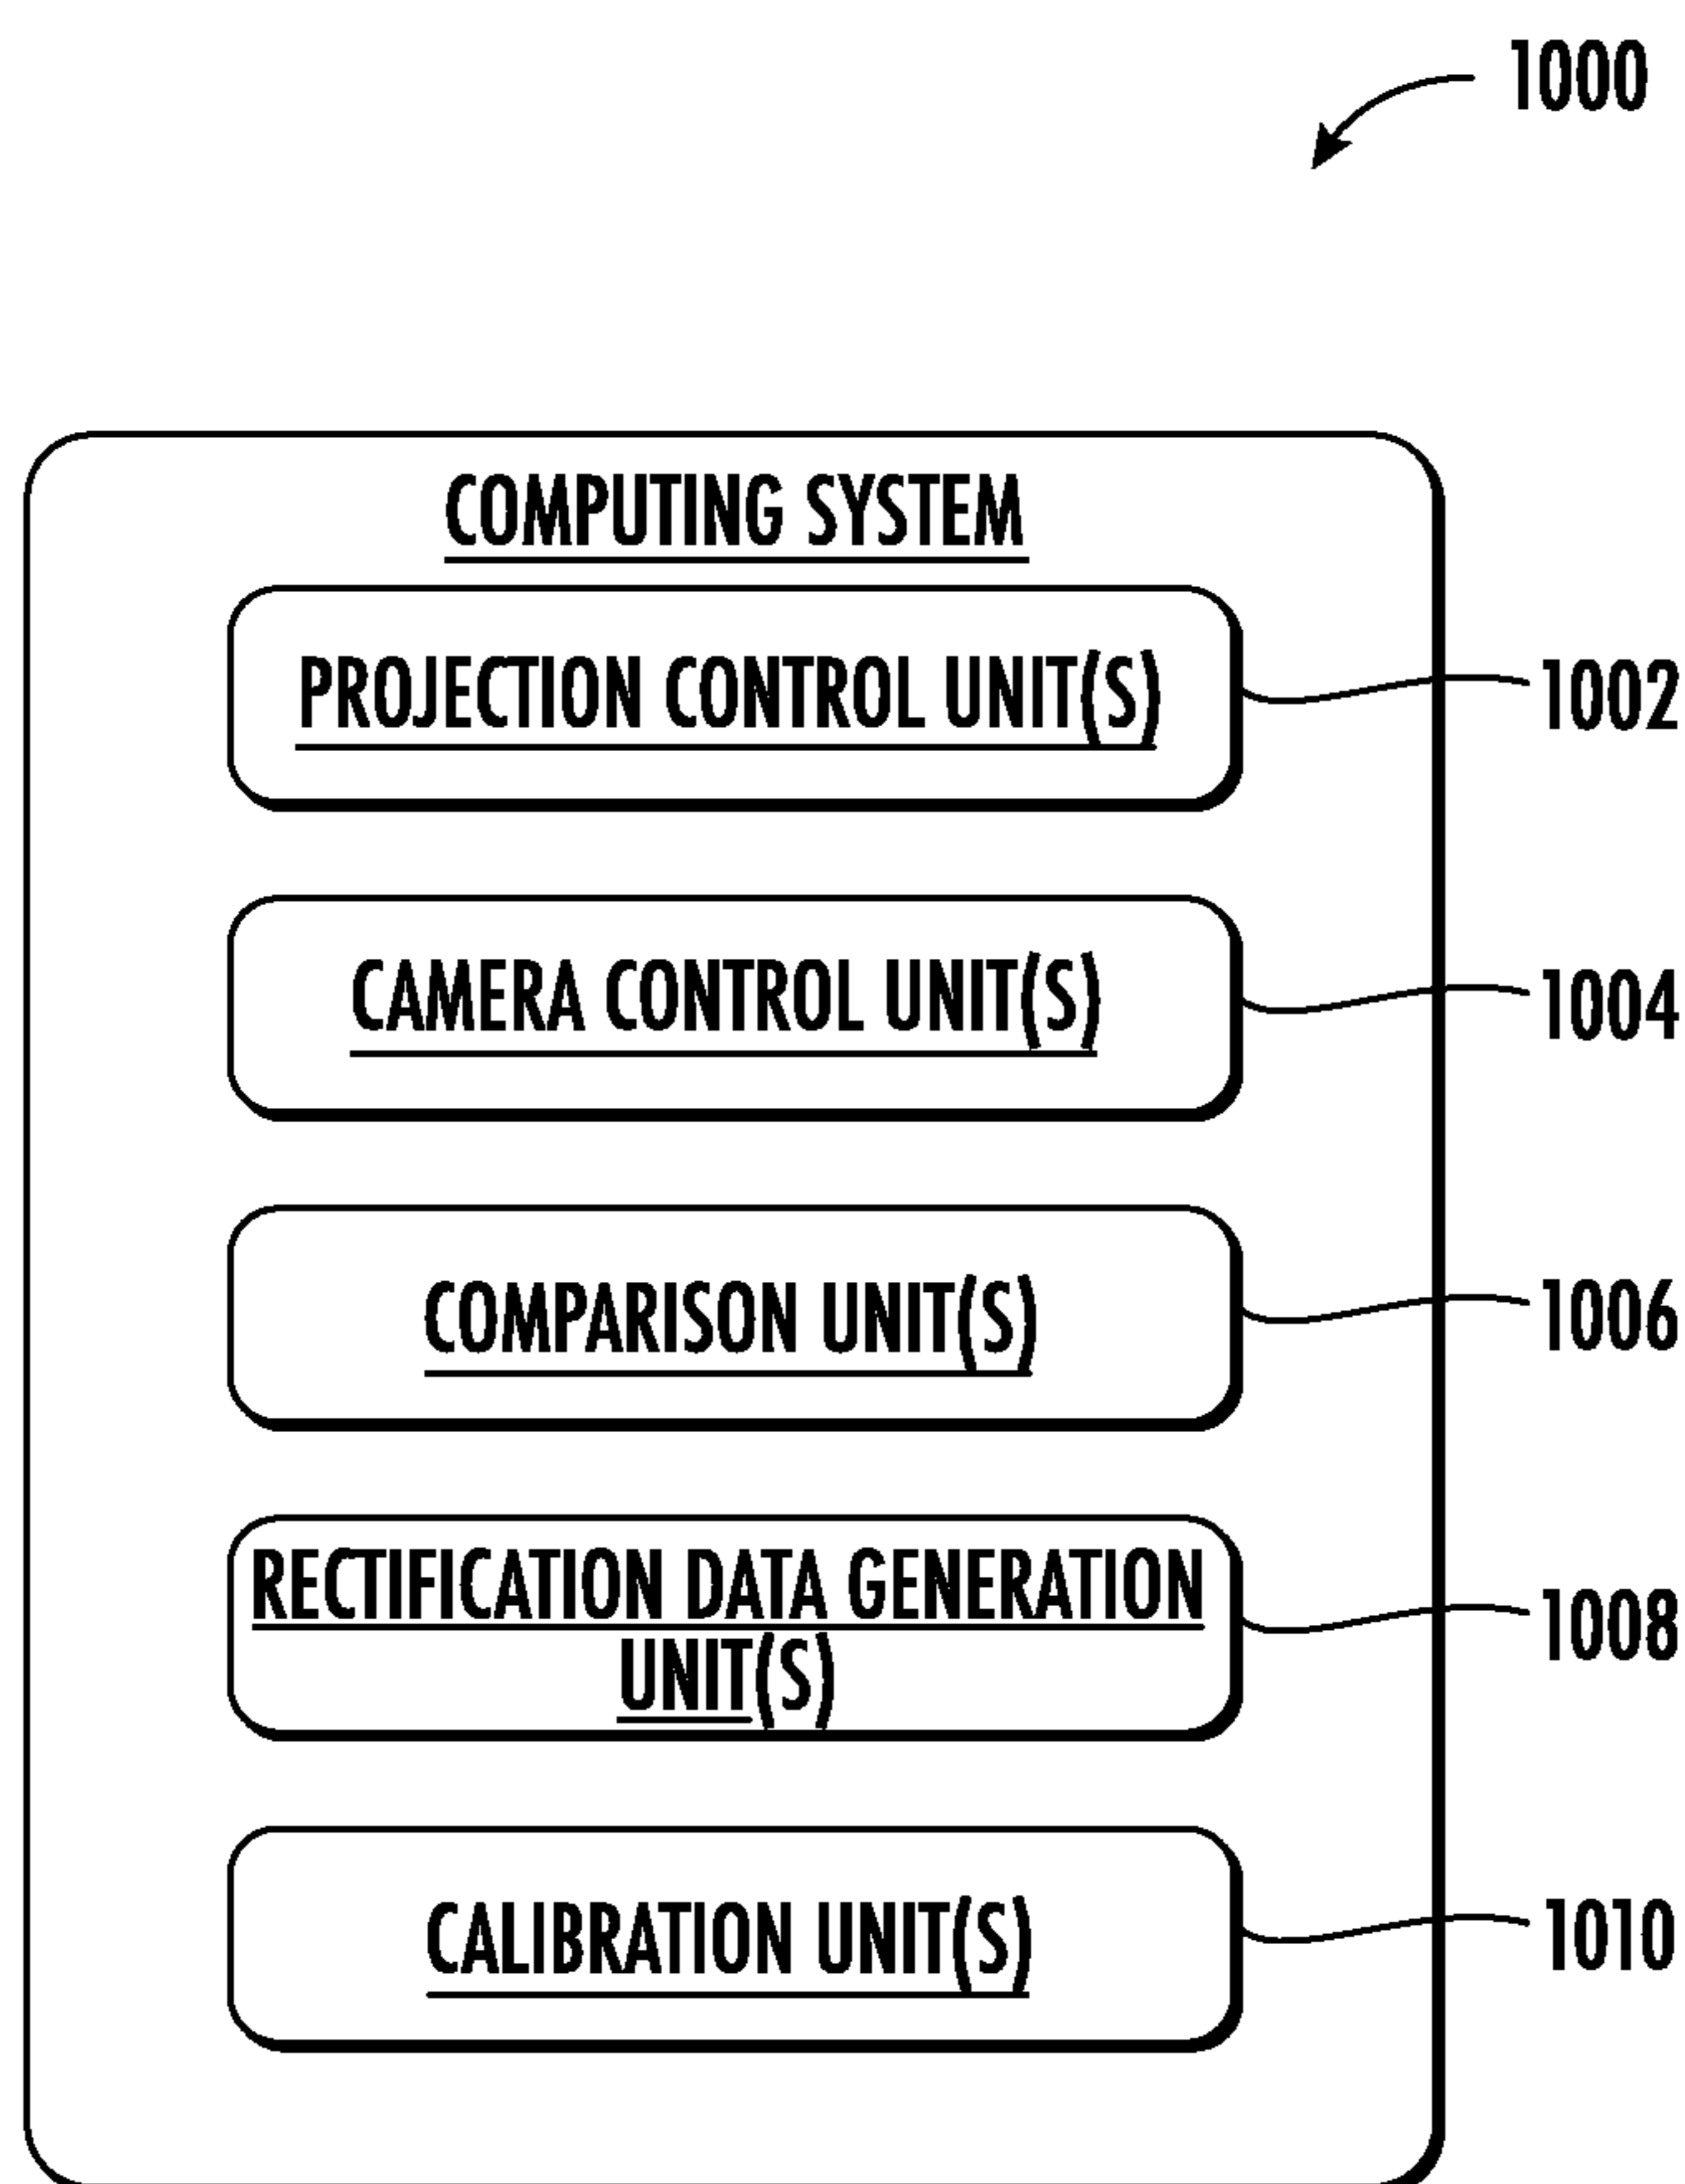 1000
COMPUTING SYSTEM
PROJECTION CONTROL UNIT(S)
1002
CAMERA CONTROL UNIT(S)
1004
COMPARISON UNIT(S)
1006
RECTIFICATION DATA GENERATION
UNIT(S)
1008
CALIBRATION UNIT(S)
1010